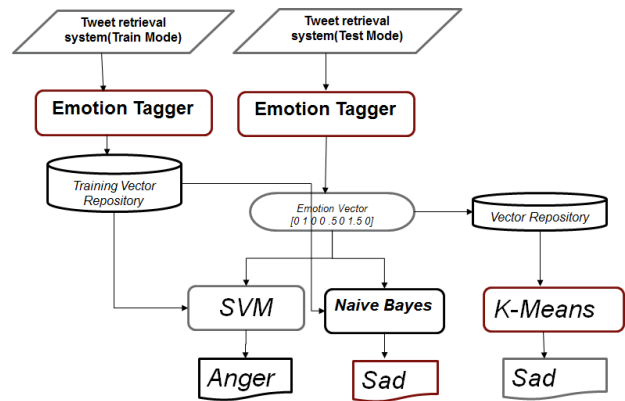 Tweet retrieval
system(Train Mode)
Tweet retrieval
system(Test Mode)
Emotion Tagger
Emotion Tagger
Training Vector
Repository
Emotion Vector
[0 1 0 0 .5 0 1.5 0]
Vector Repository
SVM
Naive Bayes
K-Means
Anger
Sad
Sad